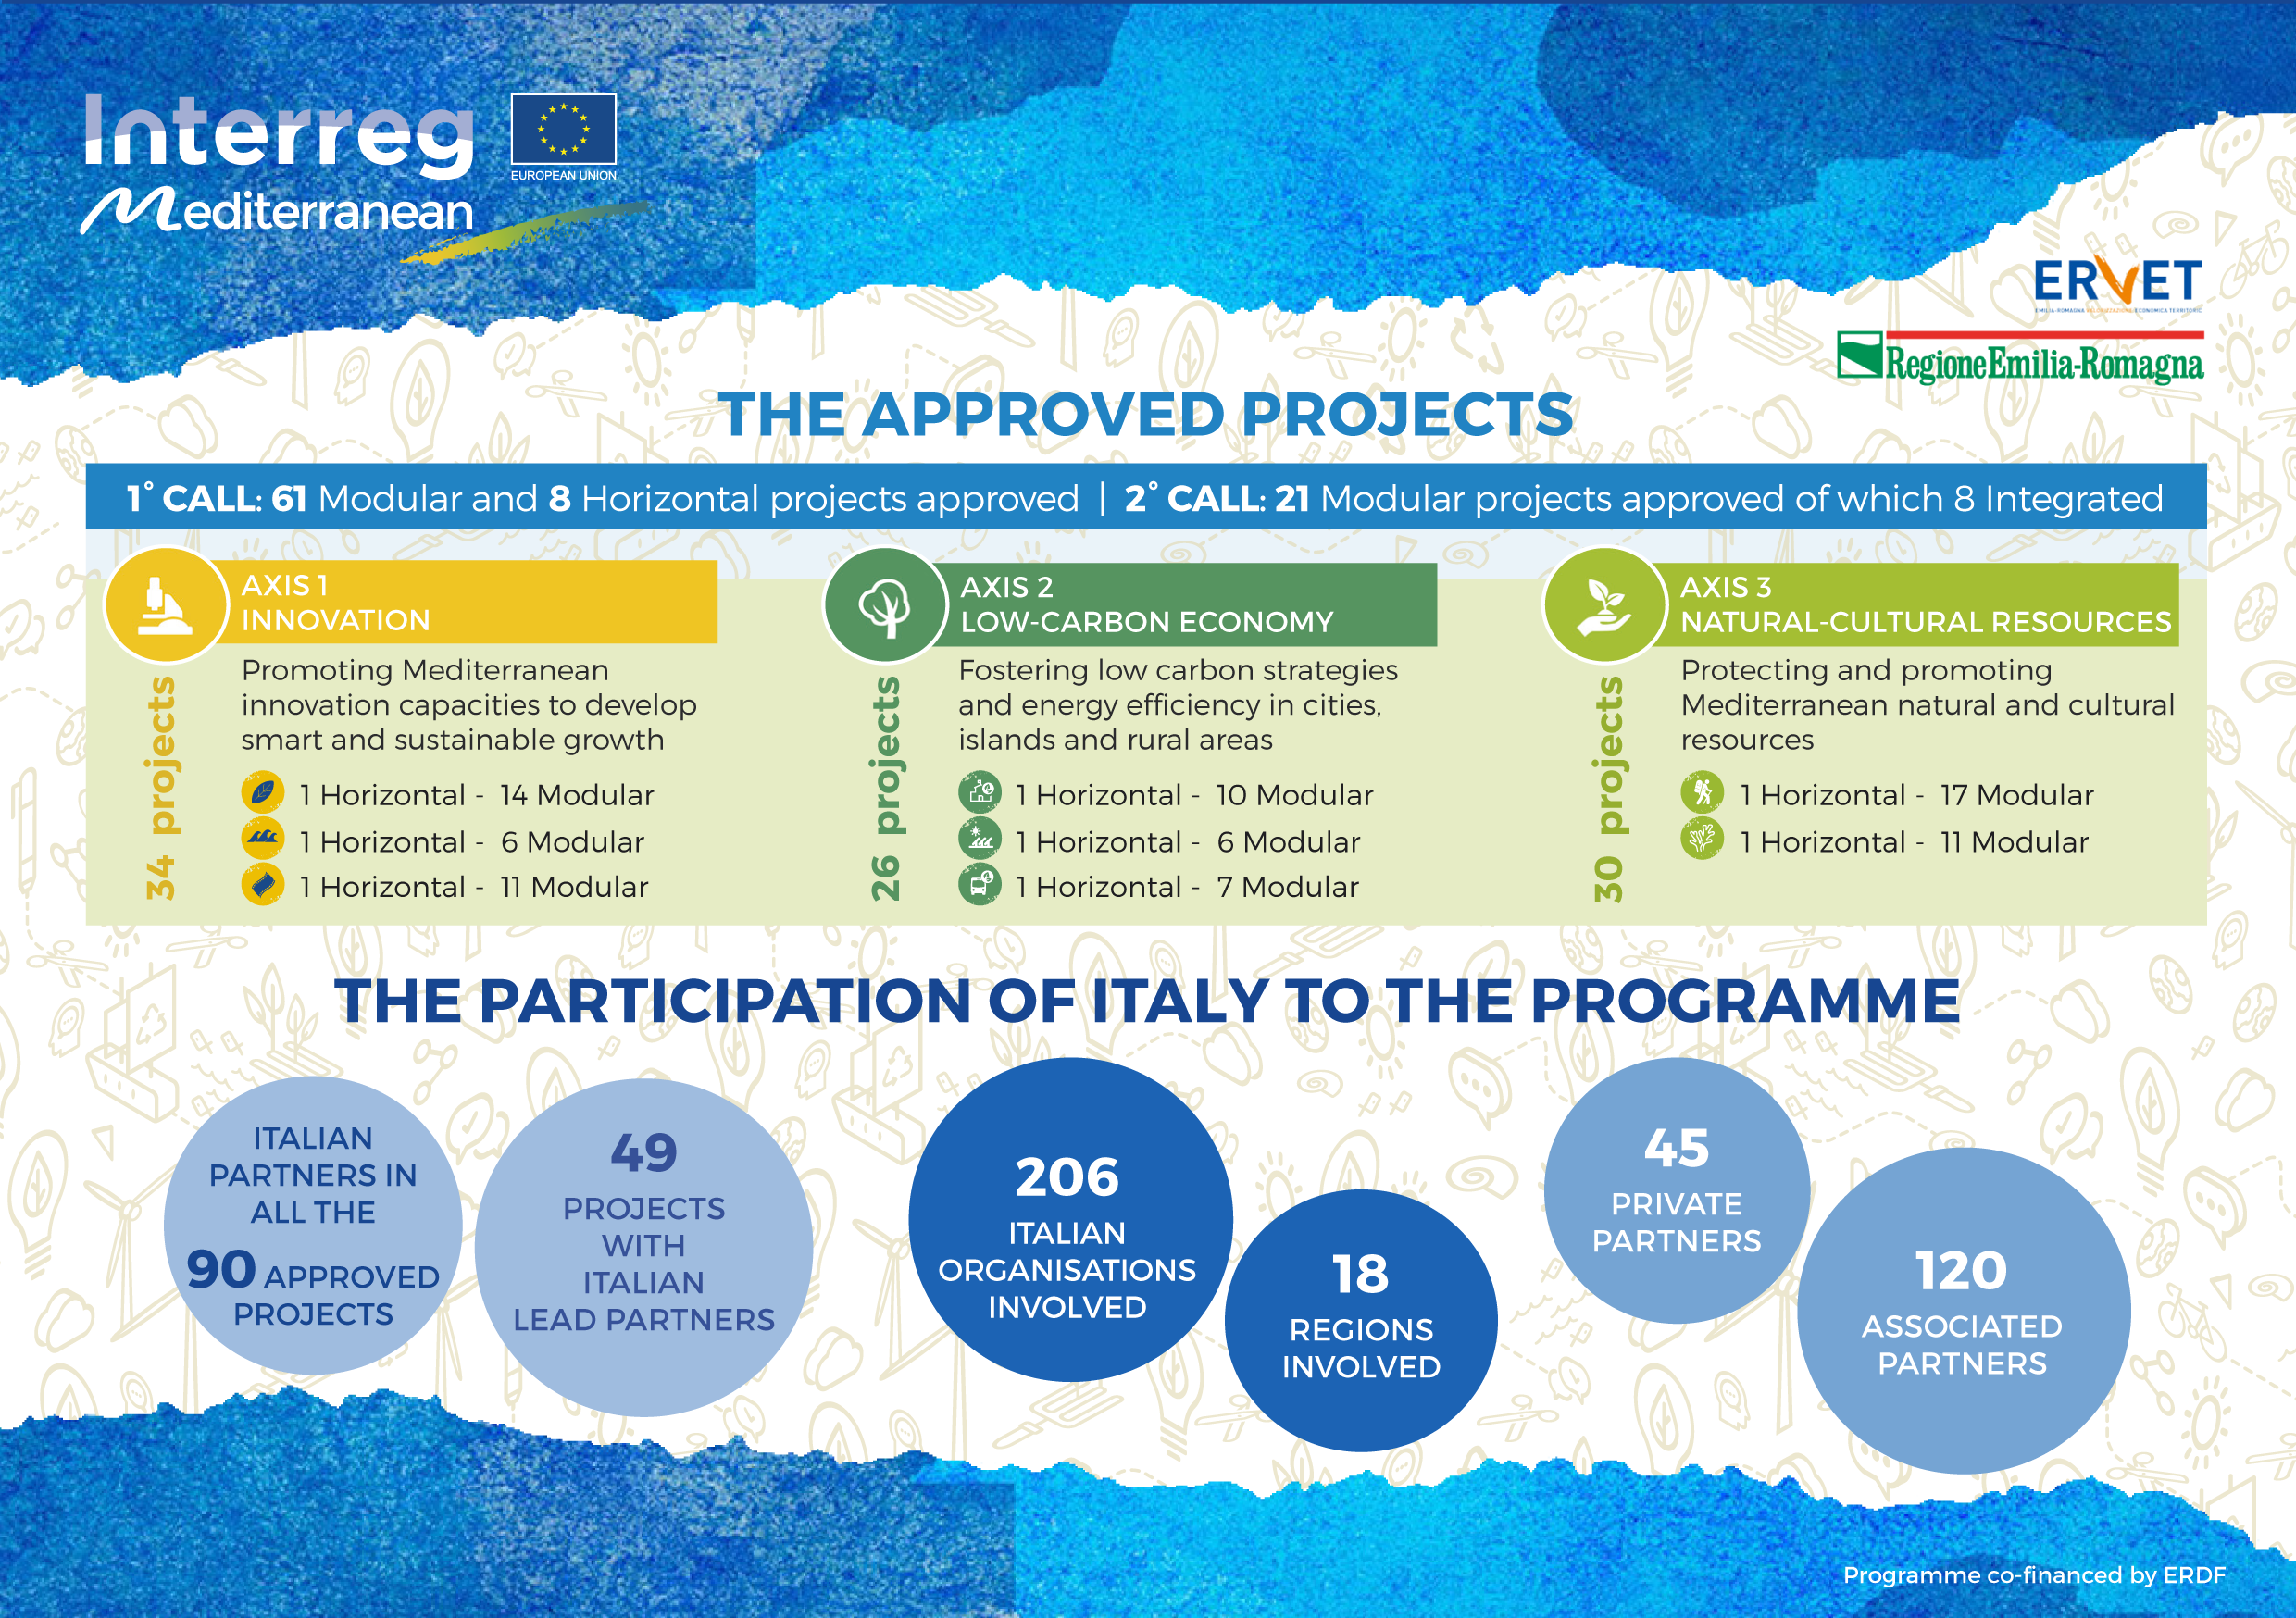 Interreg
Mediterranean
EUROPEAN UNION
ERVET
RegioneEmilia-Romagna
THE APPROVED PROJECTS
1° CALL: 61 Modular and 8 Horizontal projects approved | 2° CALL: 21 Modular projects approved of which 8 Integrated
AXIS 1
INNOVATION
Promoting Mediterranean
innovation capacities to develop
smart and sustainable growth
34 projects
1 Horizontal - 14 Modular
1 Horizontal - 6 Modular
1 Horizontal - 11 Modular
AXIS 2
LOW-CARBON ECONOMY
Fostering low carbon strategies
and energy efficiency in cities,
islands and rural areas
26 projects
1 Horizontal - 10 Modular
1 Horizontal - 6 Modular
1 Horizontal - 7 Modular
AXIS 3
NATURAL-CULTURAL RESOURCES
Protecting and promoting
Mediterranean natural and cultural
resources
30 projects
1 Horizontal - 17 Modular
1 Horizontal - 11 Modular
THE PARTICIPATION OF ITALY TO THE PROGRAMME
ITALIAN
PARTNERS IN
ALL THE
90 APPROVED
PROJECTS
49
PROJECTS
WITH
ITALIAN
LEAD PARTNERS
206
ITALIAN
ORGANISATIONS
INVOLVED
18
REGIONS
INVOLVED
45
PRIVATE
PARTNERS
120
ASSOCIATED
PARTNERS
Programme co-financed by ERDF